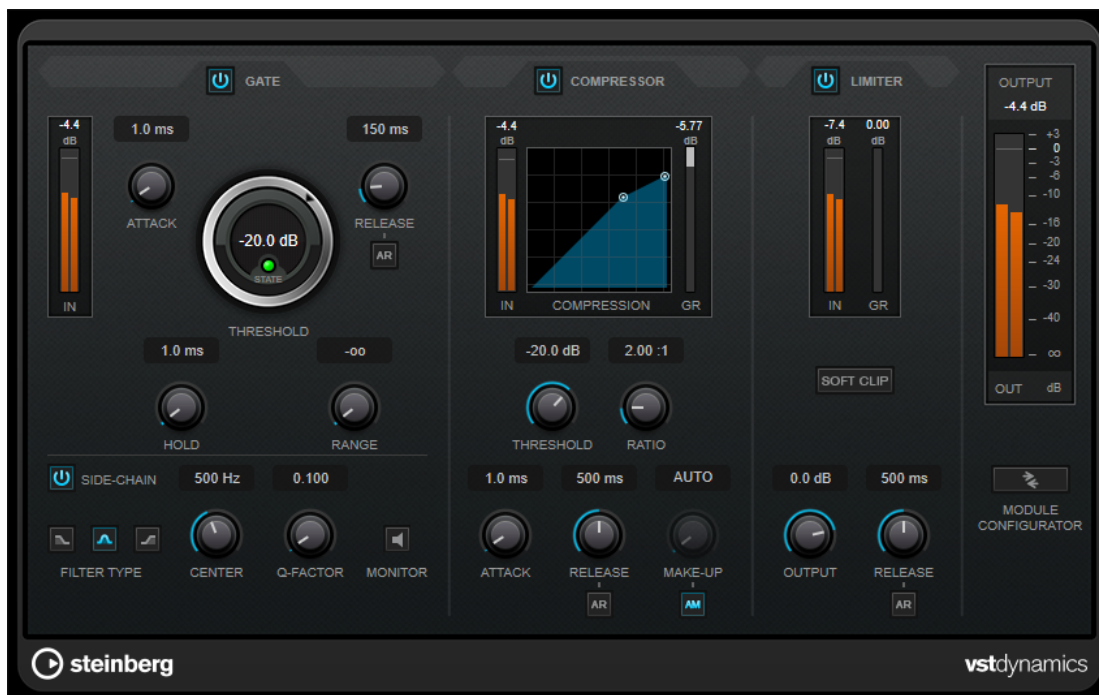 GATE
-4.4
dB
1.0 ms
150 ms
ATTACK
RELEASE
AR
-20.0 dB
STATE
IN
THRESHOLD
1.0 ms
-oo
HOLD
RANGE
SIDE-CHAIN
500 Hz
0.100
FILTER TYPE
CENTER
Q-FACTOR
MONITOR
COMPRESSOR
-4.4
dB
-5.77
dB
IN
COMPRESSION
GR
-20.0 dB
2.00 :1
THRESHOLD
RATIO
1.0 ms
500 ms
AUTO
ATTACK
RELEASE
MAKE-UP
AR
AM
LIMITER
-7.4
0.00
dB
dB
IN
GR
SOFT CLIP
0.0 dB
500 ms
OUTPUT
RELEASE
AR
OUTPUT
-4.4 dB
+3
0
-3
-6
-10
-16
-20
-24
-30
-40
∞
OUT
dB
MODULE
CONFIGURATOR
steinberg
vstdynamics